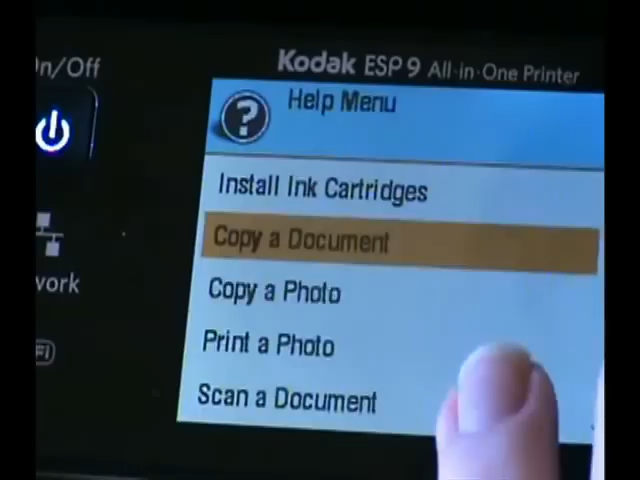 On/Off
Kodak ESP 9 All-in-One Printer
?
Help Menu
Install Ink Cartridges
Copy a Document
Copy a Photo
Print a Photo
Scan a Document
work
Fi